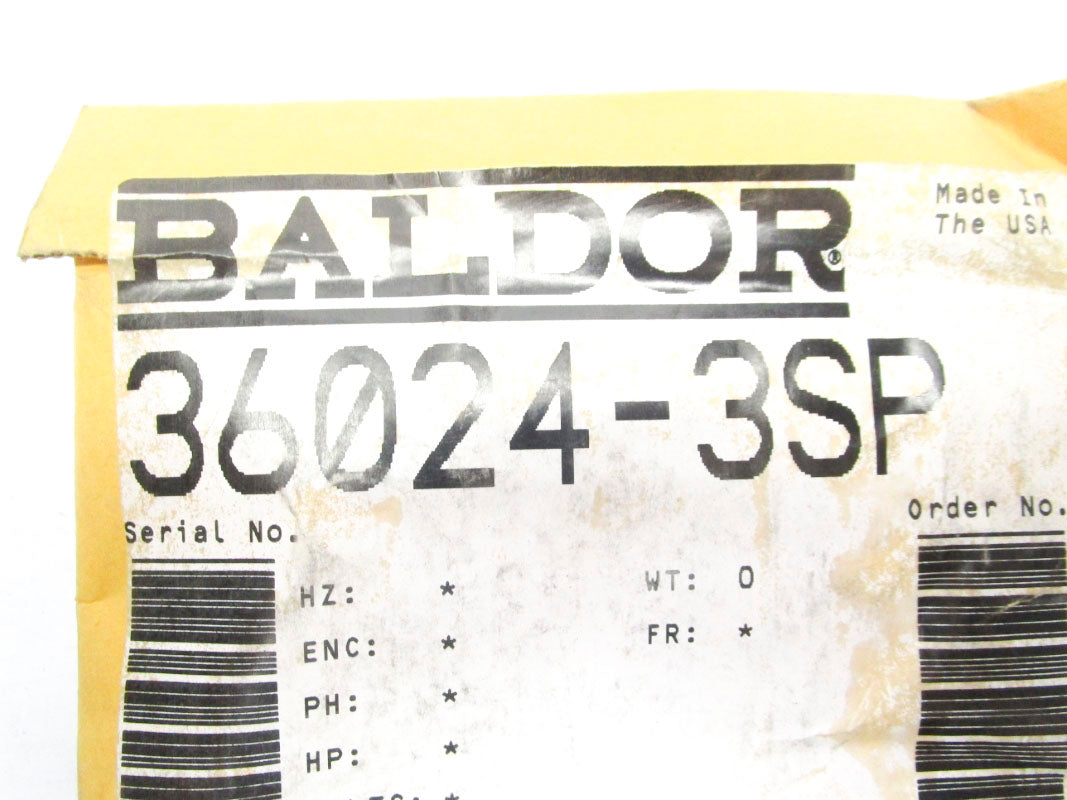 BALDOR®
Made In
The USA
36024-3SP
Serial No.
Order No.
HZ: *
WT: 0
ENC: *
FR: *
PH: *
HP: *